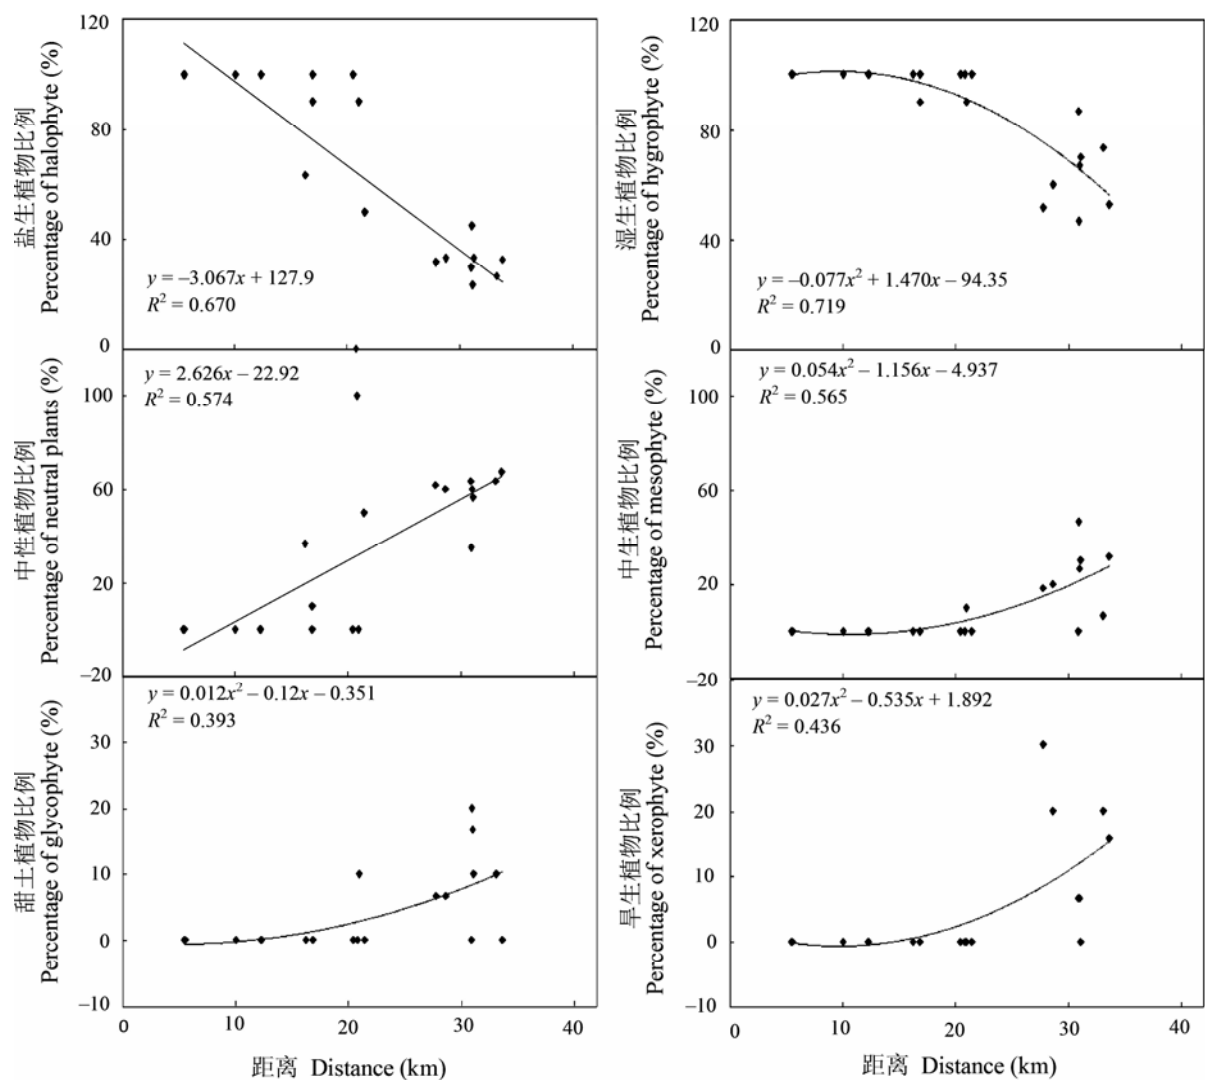 盐生植物比例
Percentage of halophyte (%)
120
80
40
0
y = –3.067x + 127.9
R² = 0.670
湿生植物比例
Percentage of hygrophyte (%)
120
80
40
0
y = –0.077x² + 1.470x – 94.35
R² = 0.719
中性植物比例
Percentage of neutral plants (%)
100
60
20
–20
y = 2.626x – 22.92
R² = 0.574
中生植物比例
Percentage of mesophyte (%)
100
60
20
–20
y = 0.054x² – 1.156x – 4.937
R² = 0.565
甜土植物比例
Percentage of glycophyte (%)
30
20
10
0
–10
y = 0.012x² – 0.12x – 0.351
R² = 0.393
0 10 20 30 40
距离 Distance (km)
旱生植物比例
Percentage of xerophyte (%)
30
20
10
0
–10
y = 0.027x² – 0.535x + 1.892
R² = 0.436
0 10 20 30 40
距离 Distance (km)